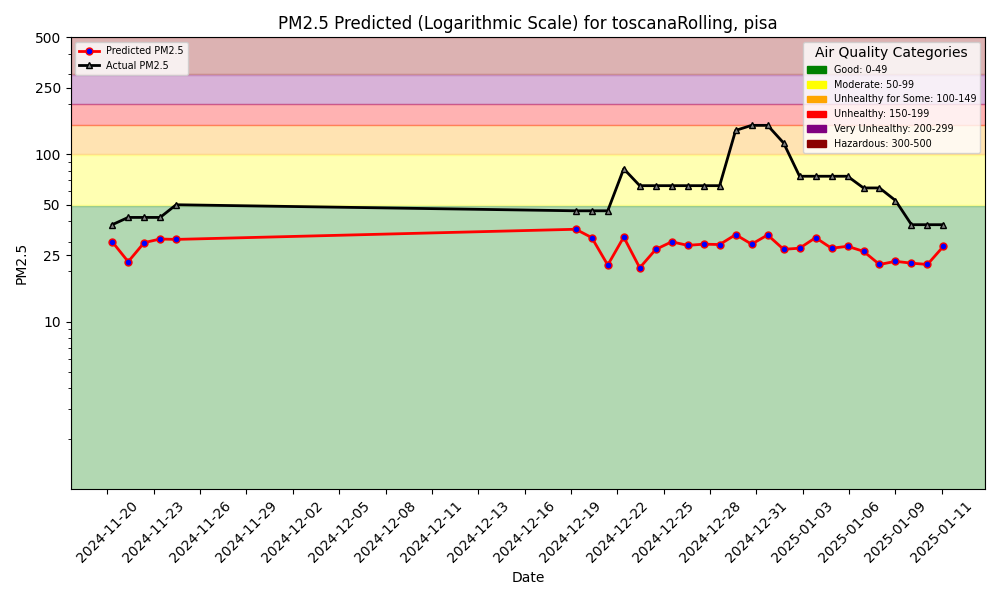 PM2.5 Predicted (Logarithmic Scale) for toscanaRolling, pisa
Predicted PM2.5
Actual PM2.5
Air Quality Categories
Good: 0-49
Moderate: 50-99
Unhealthy for Some: 100-149
Unhealthy: 150-199
Very Unhealthy: 200-299
Hazardous: 300-500
500
250
100
50
25
10
PM2.5
2024-11-20
2024-11-23
2024-11-26
2024-11-29
2024-12-02
2024-12-05
2024-12-08
2024-12-11
2024-12-13
2024-12-16
2024-12-19
2024-12-22
2024-12-25
2024-12-28
2024-12-31
2025-01-03
2025-01-06
2025-01-09
2025-01-11
Date